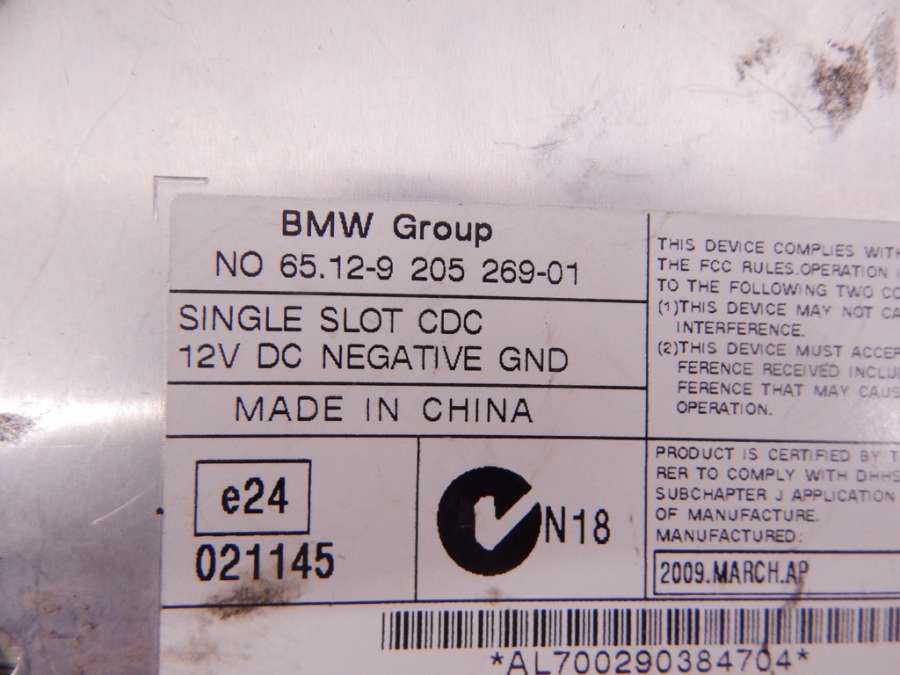 BMW Group
NO 65.12-9 205 269-01
SINGLE SLOT CDC
12V DC NEGATIVE GND
MADE IN CHINA
e24
021145
N18
THIS DEVICE COMPLIES WITH
THE FCC RULES.OPERATION
TO THE FOLLOWING TWO
(1)THIS DEVICE MAY NOT
INTERFERENCE.
(2)THIS DEVICE MUST
FERENCE RECEIVED
FERENCE THAT MAY
OPERATION.
PRODUCT IS CERTIFIED BY
RER TO COMPLY WITH DHHS
SUBCHAPTER J APPLICATION
OF MANUFACTURE.
MANUFACTURED:
2009.MARCH.AP
*AL700290384704*